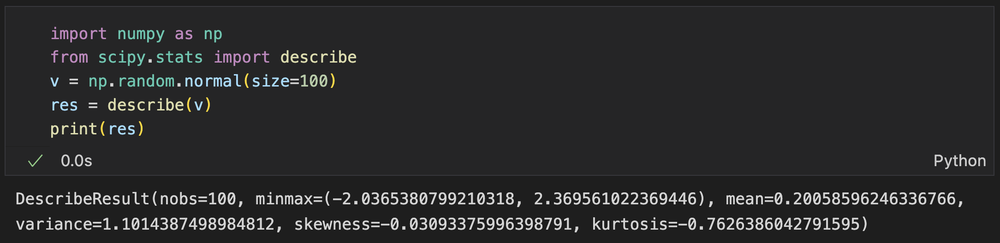 import numpy as np
from scipy.stats import describe
v = np.random.normal(size=100)
res = describe(v)
print(res)
0.0s
Python
DescribeResult(nobs=100, minmax=(-2.0365380799210318, 2.369561022369446), mean=0.20058596246336766,
variance=1.1014387498984812, skewness=-0.03093375996398791, kurtosis=-0.7626386042791595)